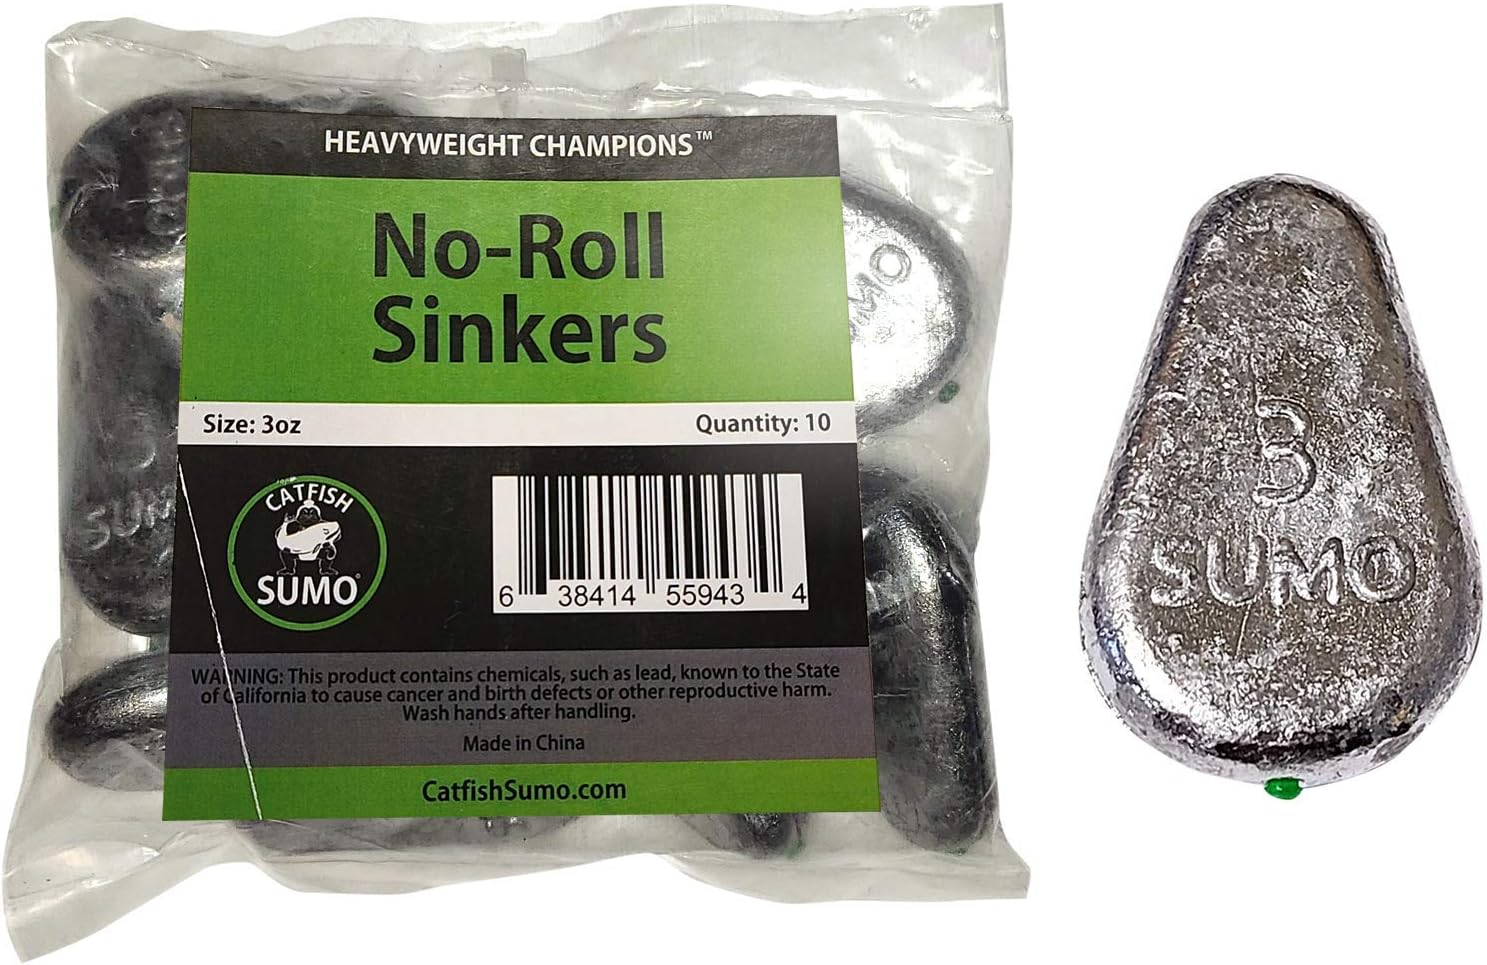 HEAVYWEIGHT CHAMPIONS™
No-Roll
Sinkers
Size: 3oz
Quantity: 10
CATFISH
SUMO®
6 38414 55943 4
WARNING: This product contains chemicals, such as lead, known to the State
of California to cause cancer and birth defects or other reproductive harm.
Wash hands after handling.
Made in China
CatfishSumo.com
SUMO
SUM
3
SUMO